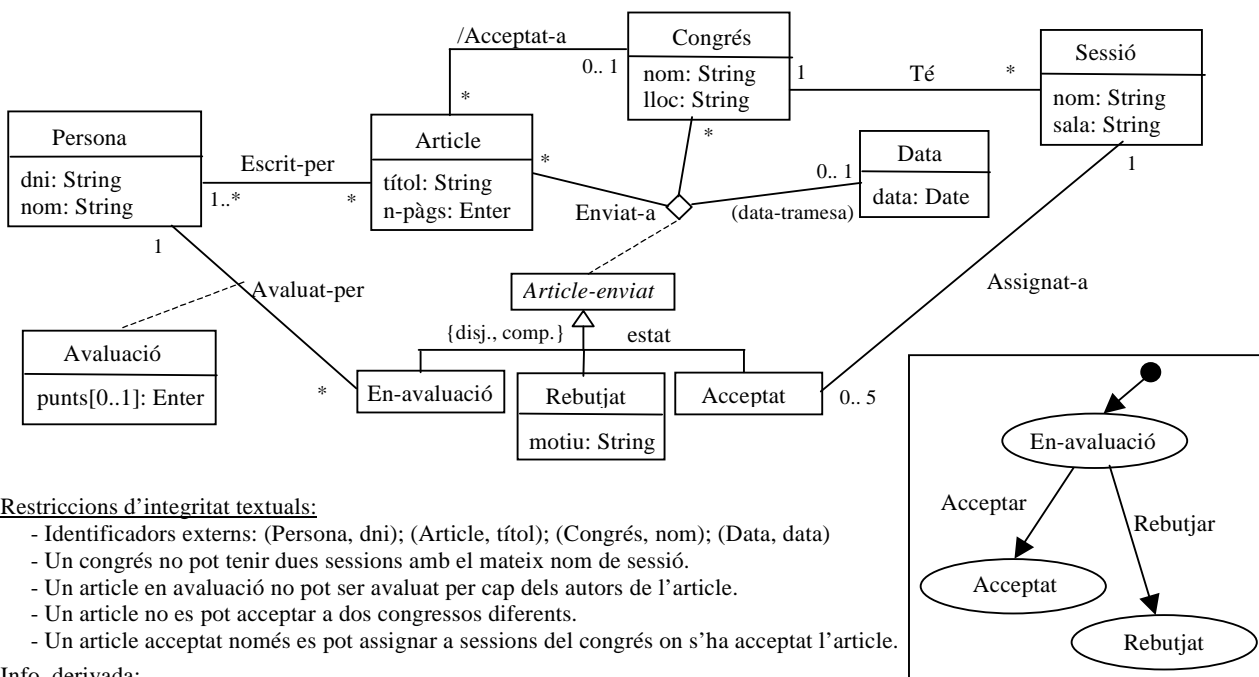 /Acceptat-a
0.. 1
*
Congrés
nom: String
lloc: String
1
Té
*
Sessió
nom: String
sala: String
1
Persona
dni: String
nom: String
Escrit-per
1..*
*
Article
títol: String
n-pàgs: Enter
*
*
Enviat-a
0.. 1
(data-tramesa)
Data
data: Date
1
Avaluat-per
Article-enviat
Assignat-a
{disj., comp.}
estat
Avaluació
punts[0..1]: Enter
*
En-avaluació
Rebutjat
motiu: String
Acceptat
0.. 5
En-avaluació
Acceptar
Rebutjar
Acceptat
Rebutjat
Restriccions d'integritat textuals:
- Identificadors externs: (Persona, dni); (Article, títol); (Congrés, nom); (Data, data)
- Un congrés no pot tenir dues sessions amb el mateix nom de sessió.
- Un article en avaluació no pot ser avaluat per cap dels autors de l'article.
- Un article no es pot acceptar a dos congressos diferents.
- Un article acceptat només es pot assignar a sessions del congrés on s'ha acceptat l'article.
Info. derivada: